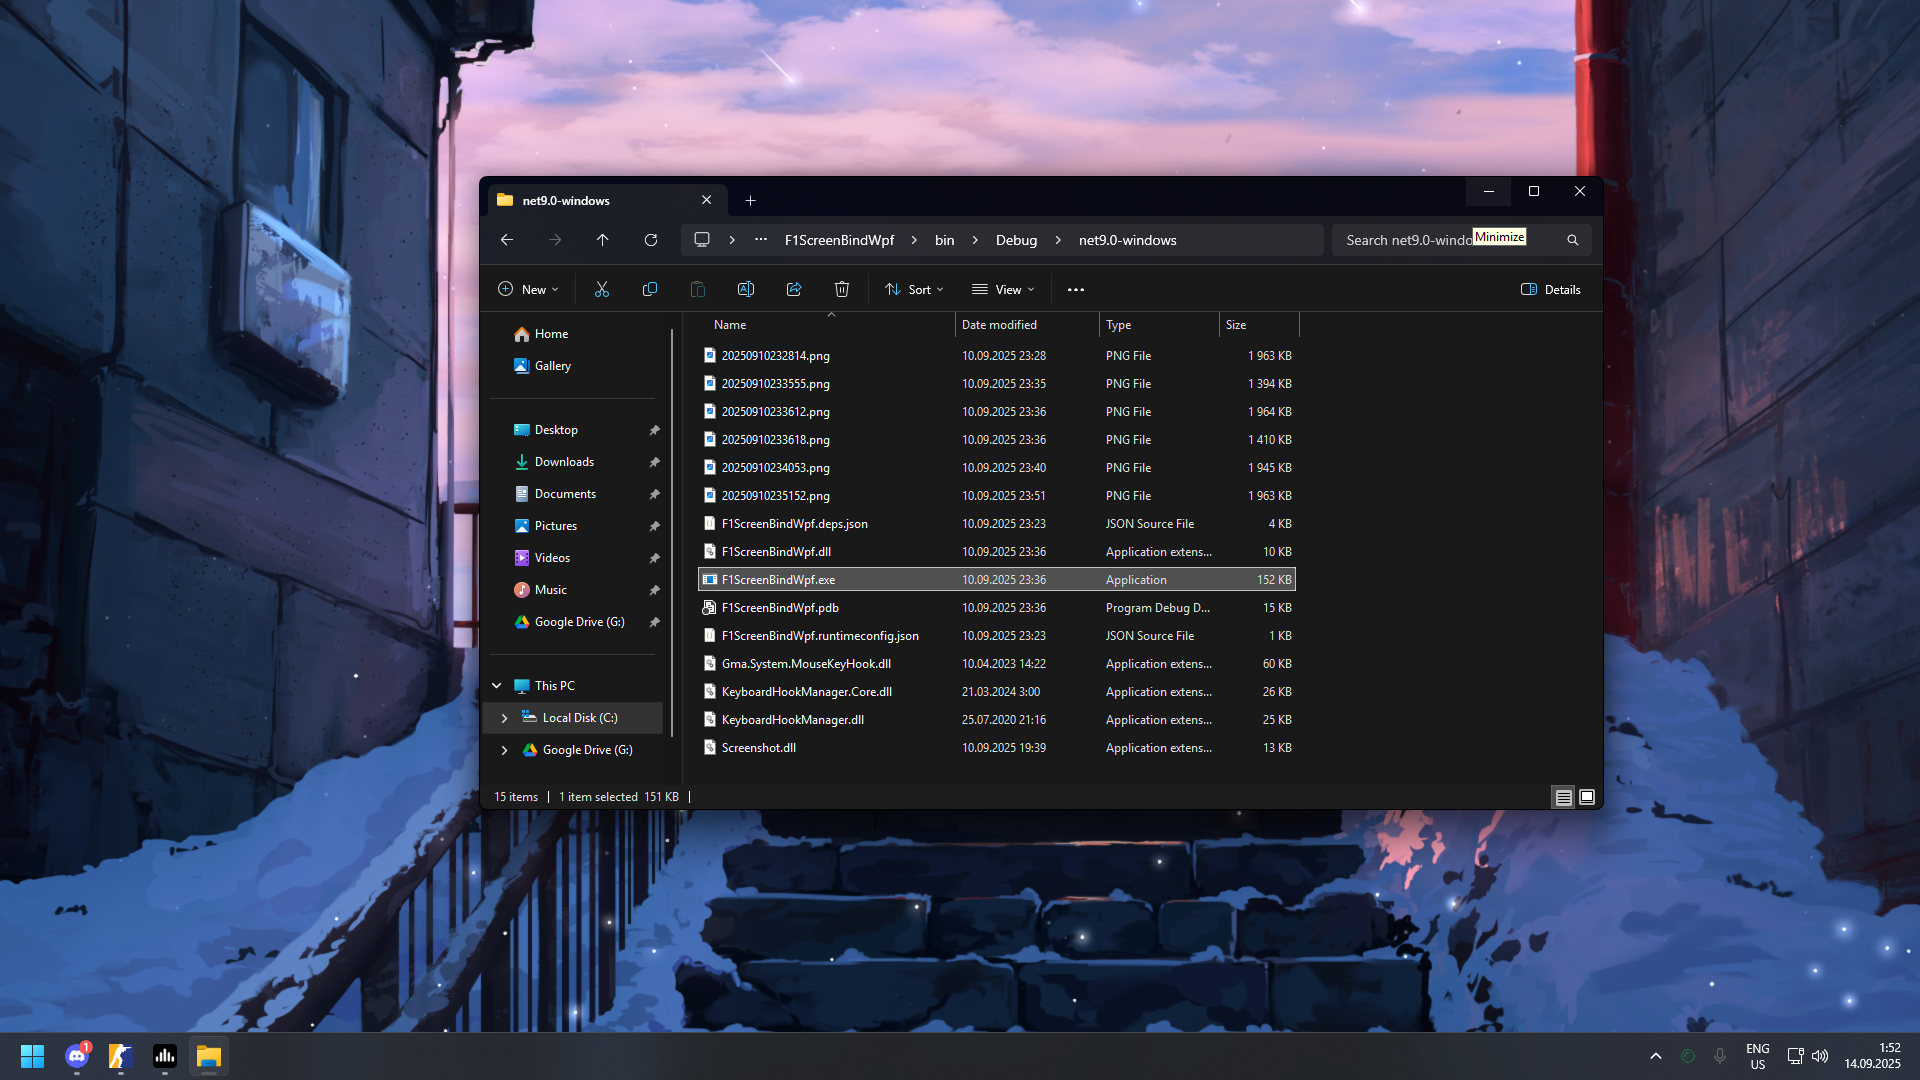 net9.0-windows
F1ScreenBindWpf bin Debug net9.0-windows
Search net9.0-windo
Minimize
New Sort View Details
Home
Gallery
Desktop
Downloads
Documents
Pictures
Videos
Music
Google Drive (G:)
This PC
Local Disk (C:)
Google Drive (G:)
Name Date modified Type Size
20250910232814.png 10.09.2025 23:28 PNG File 1 963 KB
20250910233555.png 10.09.2025 23:35 PNG File 1 394 KB
20250910233612.png 10.09.2025 23:36 PNG File 1 964 KB
20250910233618.png 10.09.2025 23:36 PNG File 1 410 KB
20250910234053.png 10.09.2025 23:40 PNG File 1 945 KB
20250910235152.png 10.09.2025 23:51 PNG File 1 963 KB
F1ScreenBindWpf.deps.json 10.09.2025 23:23 JSON Source File 4 KB
F1ScreenBindWpf.dll 10.09.2025 23:36 Application extens... 10 KB
F1ScreenBindWpf.exe 10.09.2025 23:36 Application 152 KB
F1ScreenBindWpf.pdb 10.09.2025 23:36 Program Debug D... 15 KB
F1ScreenBindWpf.runtimeconfig.json 10.09.2025 23:23 JSON Source File 1 KB
Gma.System.MouseKeyHook.dll 10.04.2023 14:22 Application extens... 60 KB
KeyboardHookManager.Core.dll 21.03.2024 3:00 Application extens... 26 KB
KeyboardHookManager.dll 25.07.2020 21:16 Application extens... 25 KB
Screenshot.dll 10.09.2025 19:39 Application extens... 13 KB
15 items 1 item selected 151 KB
1
ENG
US
1:52
14.09.2025